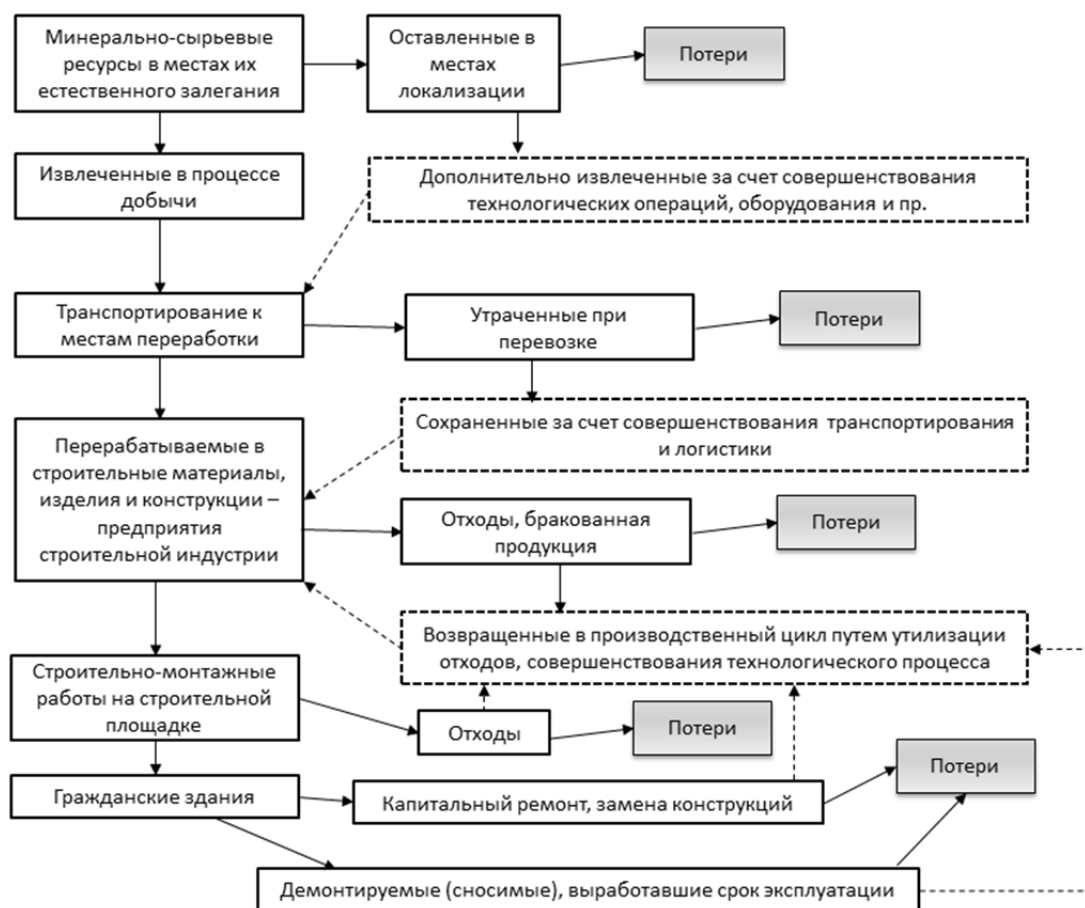 Минерально-сырьевые
ресурсы в местах их
естественного залегания
Оставленные в
местах
локализации
Потери
Извлеченные в процессе
добычи
Дополнительно извлеченные за счет совершенствования
технологических операций, оборудования и пр.
Транспортирование к
местам переработки
Утраченные при
перевозке
Потери
Сохраненные за счет совершенствования транспортирования
и логистики
Перерабатываемые в
строительные материалы,
изделия и конструкции –
предприятия
строительной индустрии
Отходы, бракованная
продукция
Потери
Возвращенные в производственный цикл путем утилизации
отходов, совершенствования технологического процесса
Строительно-монтажные
работы на строительной
площадке
Отходы
Потери
Гражданские здания
Капитальный ремонт, замена конструкций
Потери
Демонтируемые (сносимые), выработавшие срок эксплуатации